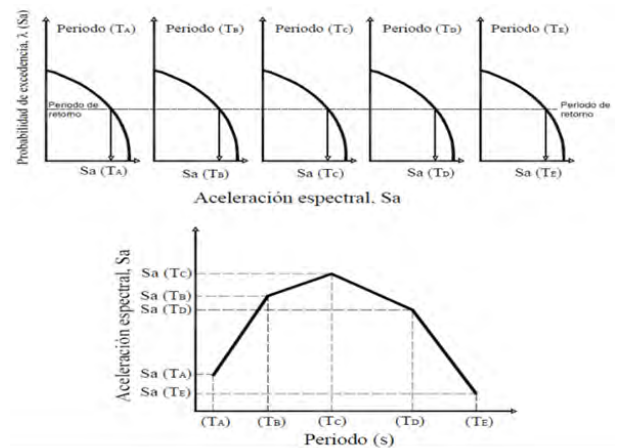 Probabilidad de excedencia, λ (Sa)
Periodo (TA)
Periodo (TB)
Periodo (TC)
Periodo (TD)
Periodo (TE)
Periodo de
retorno
Periodo de
retorno
Sa (TA)
Sa (TB)
Sa (TC)
Sa (TD)
Sa (TE)
Aceleración espectral, Sa
Aceleración espectral, Sa
Sa (TC)
Sa (TB)
Sa (TD)
Sa (TA)
Sa (TE)
(TA)
(TB)
(TC)
(TD)
(TE)
Periodo (s)